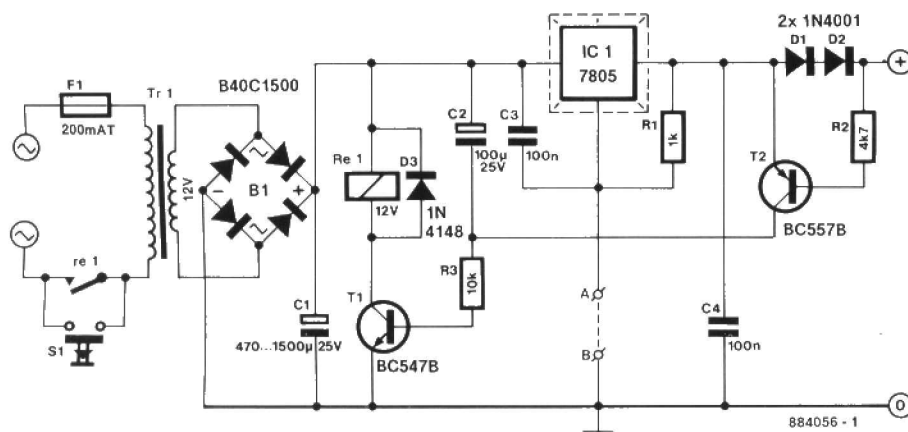 2x 1N4001
D1
D2
IC 1
7805
+
F1
200mAT
Tr 1
B40C1500
12V
B1
−
+
C2
100µ
25V
C3
100n
R1
1k
R2
4k7
T2
BC557B
Re 1
12V
D3
1N
4148
re 1
S1
C1
470...1500µ 25V
T1
BC547B
R3
10k
A
B
C4
100n
884056 - 1
0